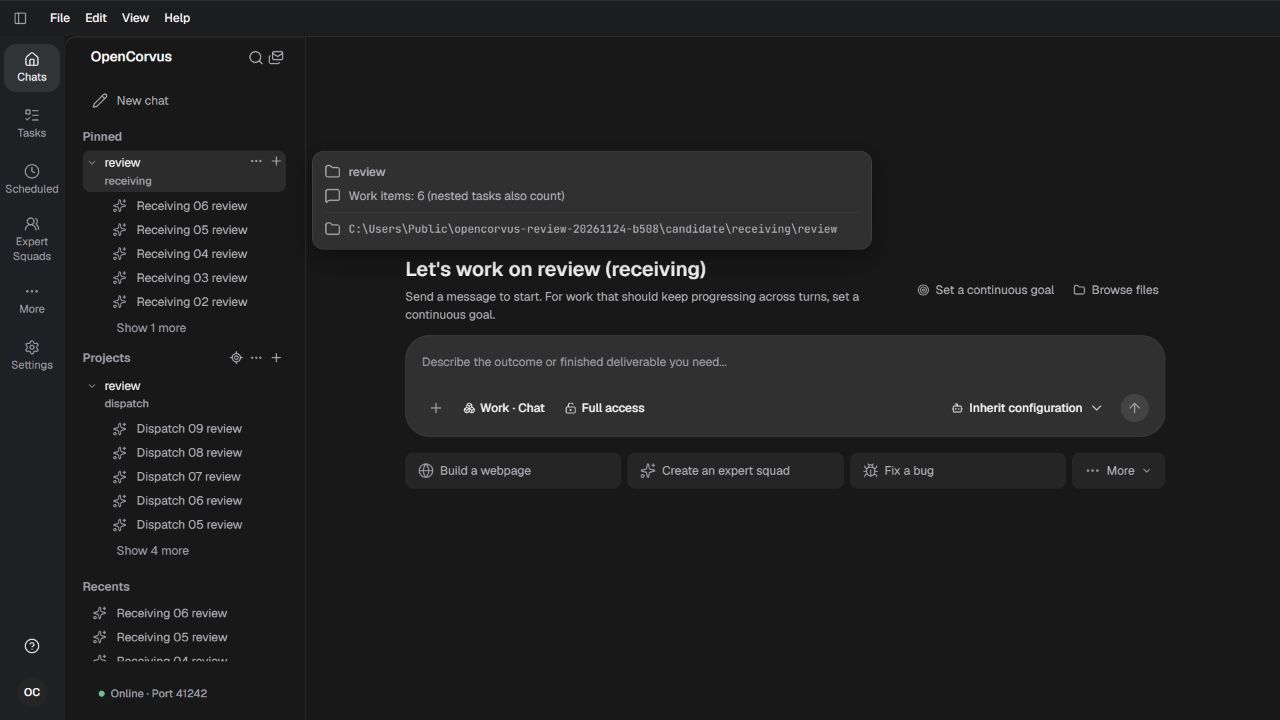 File Edit View Help
OpenCorvus
Chats
Tasks
Scheduled
Expert
Squads
More
Settings
OC
New chat
Pinned
review
receiving
Receiving 06 review
Receiving 05 review
Receiving 04 review
Receiving 03 review
Receiving 02 review
Show 1 more
Projects
review
dispatch
Dispatch 09 review
Dispatch 08 review
Dispatch 07 review
Dispatch 06 review
Dispatch 05 review
Show 4 more
Recents
Receiving 06 review
Receiving 05 review
Receiving 04 review
Online · Port 41242
review
Work items: 6 (nested tasks also count)
C:\Users\Public\opencorvus-review-20261124-b508\candidate\receiving\review
Let's work on review (receiving)
Send a message to start. For work that should keep progressing across turns, set a
continuous goal.
Set a continuous goal
Browse files
Describe the outcome or finished deliverable you need...
Work · Chat
Full access
Inherit configuration
Build a webpage
Create an expert squad
Fix a bug
More